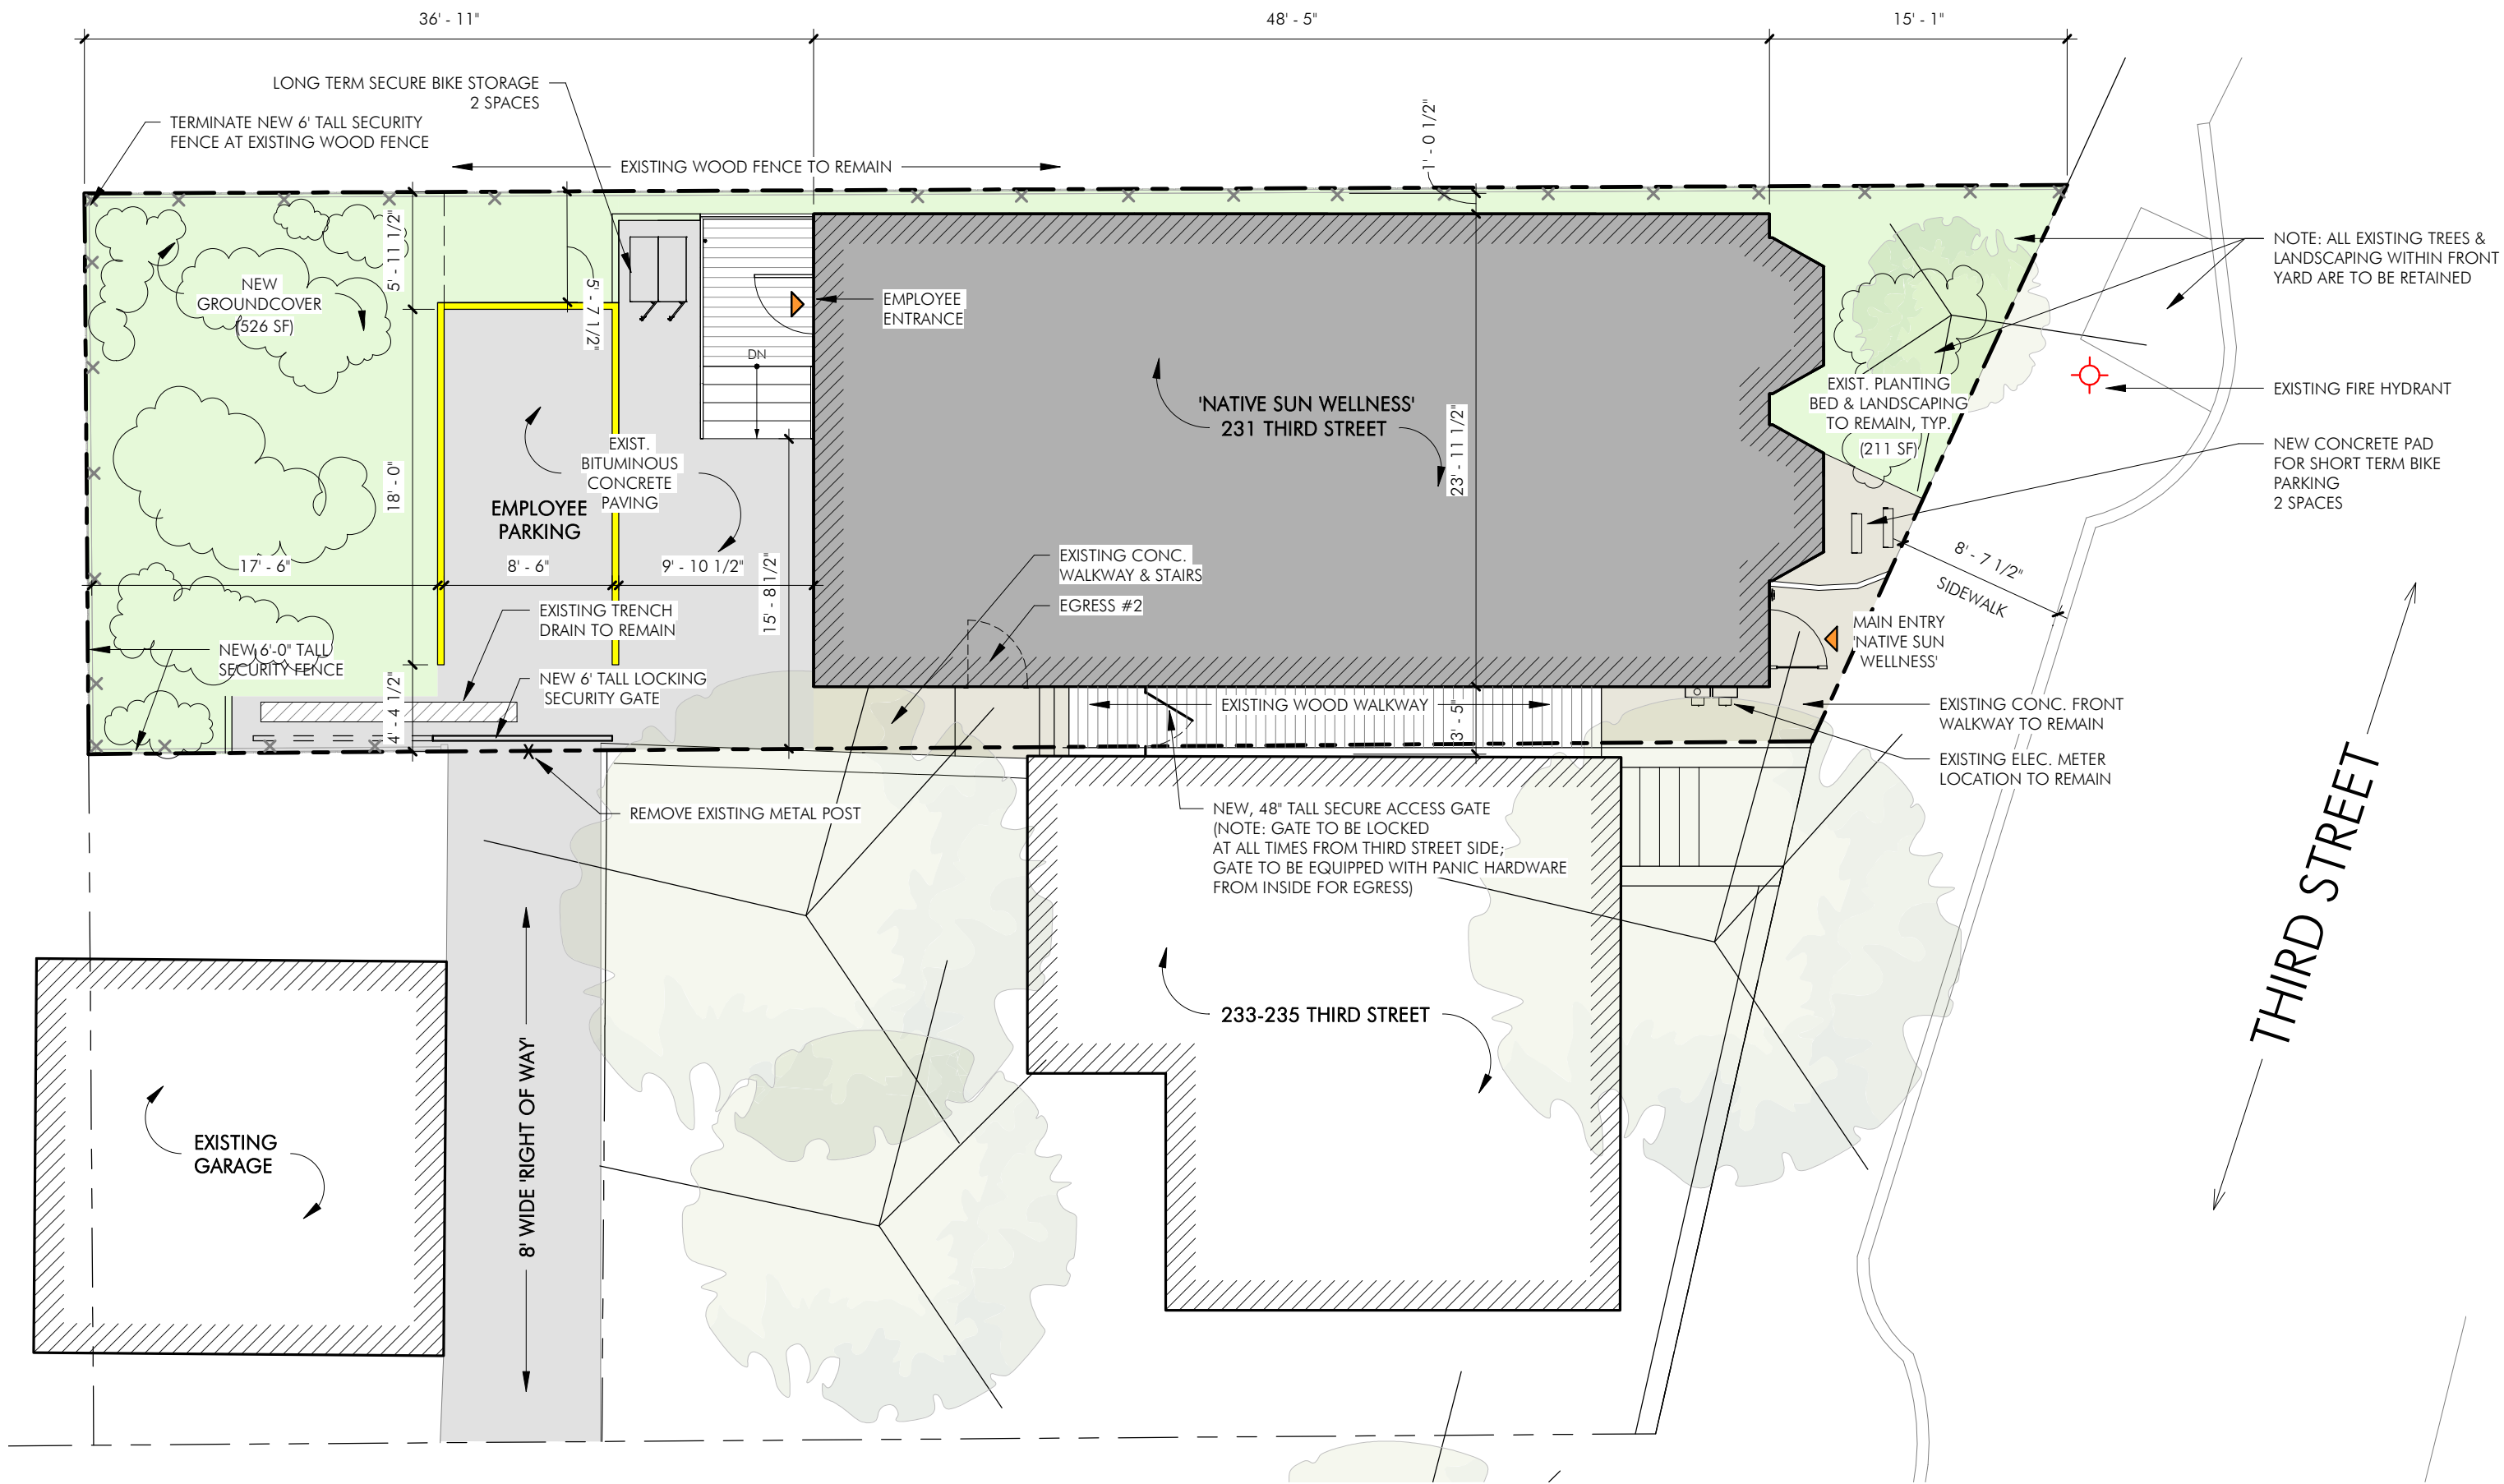 36' - 11"
48' - 5"
15' - 1"
LONG TERM SECURE BIKE STORAGE
2 SPACES
TERMINATE NEW 6' TALL SECURITY
FENCE AT EXISTING WOOD FENCE
EXISTING WOOD FENCE TO REMAIN
1' - 0 1/2"
5' - 11 1/2"
5' - 7 1/2"
NEW
GROUNDCOVER
(526 SF)
EMPLOYEE
ENTRANCE
DN
NOTE: ALL EXISTING TREES &
LANDSCAPING WITHIN FRONT
YARD ARE TO BE RETAINED
EXISTING FIRE HYDRANT
'NATIVE SUN WELLNESS'
231 THIRD STREET
23' - 11 1/2"
EXIST. PLANTING
BED & LANDSCAPING
TO REMAIN, TYP.
(211 SF)
NEW CONCRETE PAD
FOR SHORT TERM BIKE
PARKING
2 SPACES
EXIST.
BITUMINOUS
CONCRETE
PAVING
18' - 0"
EMPLOYEE
PARKING
17' - 6"
8' - 6"
9' - 10 1/2"
15' - 8 1/2"
EXISTING CONC.
WALKWAY & STAIRS
EGRESS #2
8' - 7 1/2"
SIDEWALK
EXISTING TRENCH
DRAIN TO REMAIN
MAIN ENTRY
'NATIVE SUN
WELLNESS'
NEW 6'-0" TALL
SECURITY FENCE
NEW 6' TALL LOCKING
SECURITY GATE
4' - 4 1/2"
EXISTING WOOD WALKWAY
3' - 5"
EXISTING CONC. FRONT
WALKWAY TO REMAIN
EXISTING ELEC. METER
LOCATION TO REMAIN
REMOVE EXISTING METAL POST
NEW, 48" TALL SECURE ACCESS GATE
(NOTE: GATE TO BE LOCKED
AT ALL TIMES FROM THIRD STREET SIDE;
GATE TO BE EQUIPPED WITH PANIC HARDWARE
FROM INSIDE FOR EGRESS)
THIRD STREET
233-235 THIRD STREET
8' WIDE 'RIGHT OF WAY'
EXISTING
GARAGE